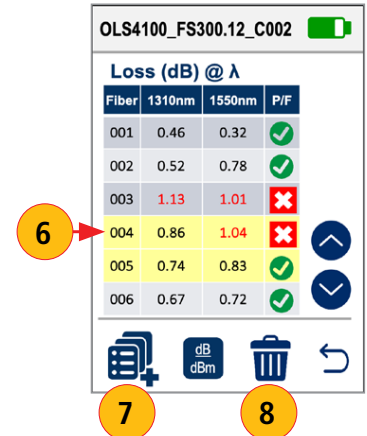 OLS4100_FS300.12_C002
Loss (dB) @ λ
Fiber 1310nm 1550nm P/F
001 0.46 0.32
002 0.52 0.78
003 1.13 1.01
6
004 0.86 1.04
005 0.74 0.83
006 0.67 0.72
dB
dBm
7 8